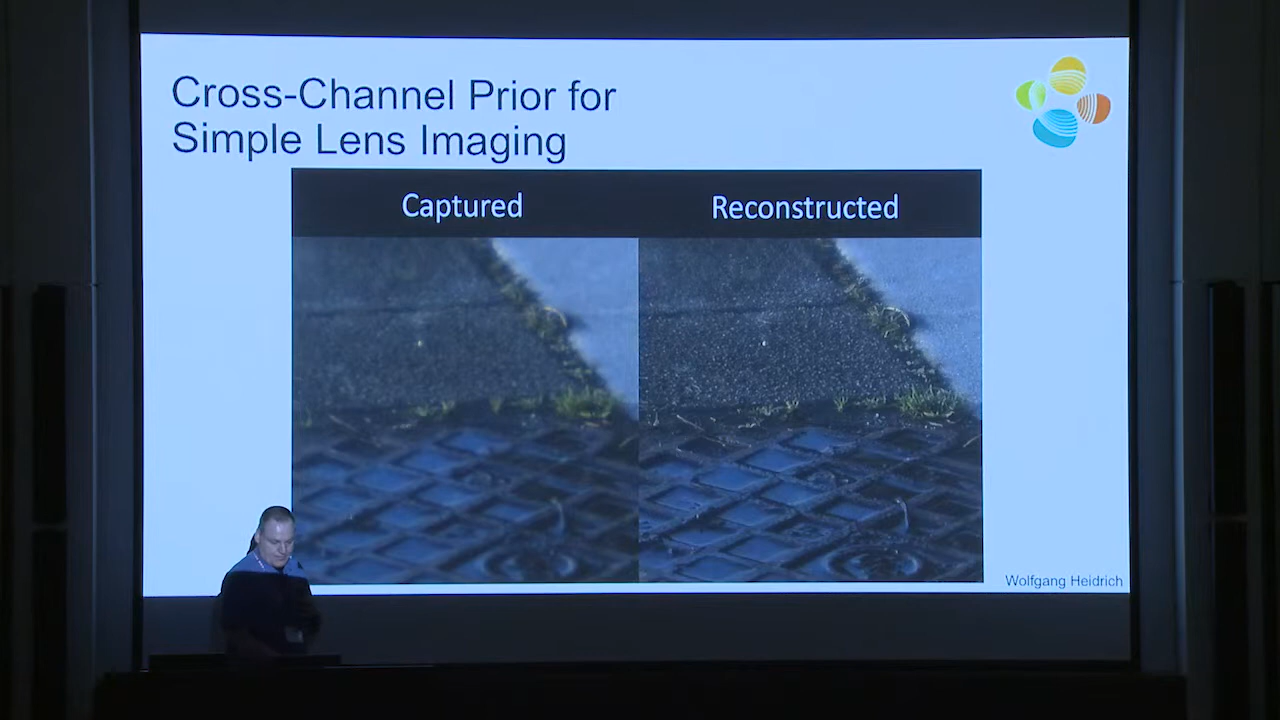 Cross-Channel Prior for
Simple Lens Imaging
Captured
Reconstructed
Wolfgang Heidrich